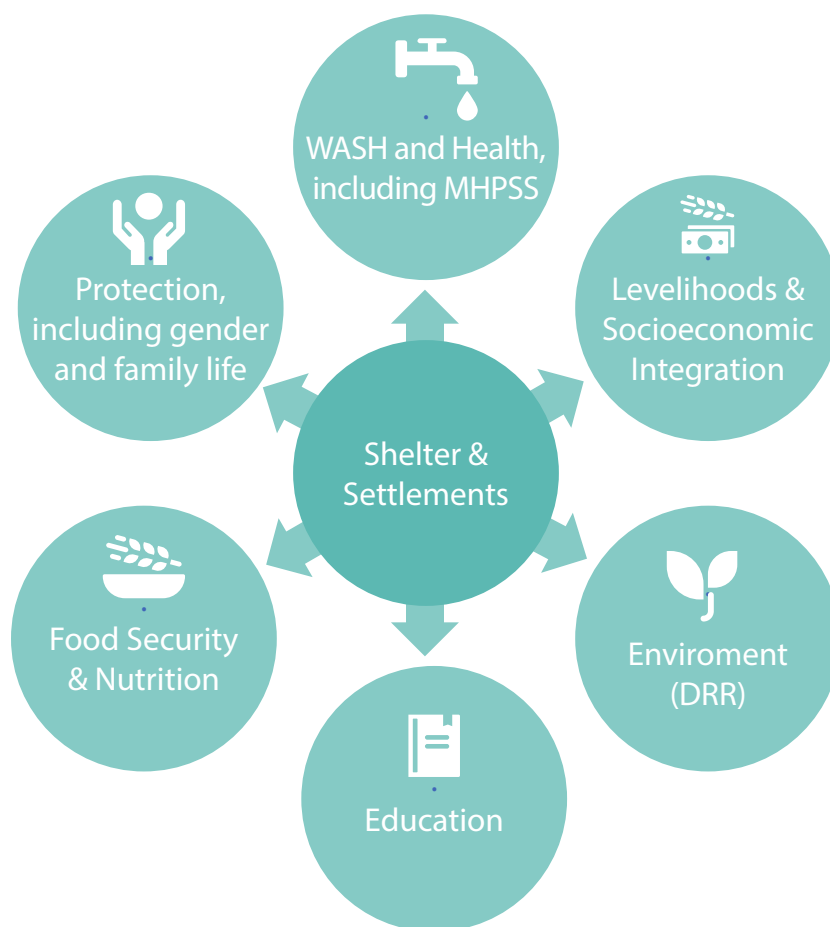 WASH and Health,
including MHPSS
Protection,
including gender
and family life
Levelihoods &
Socioeconomic
Integration
Shelter &
Settlements
Food Security
& Nutrition
Enviroment
(DRR)
Education